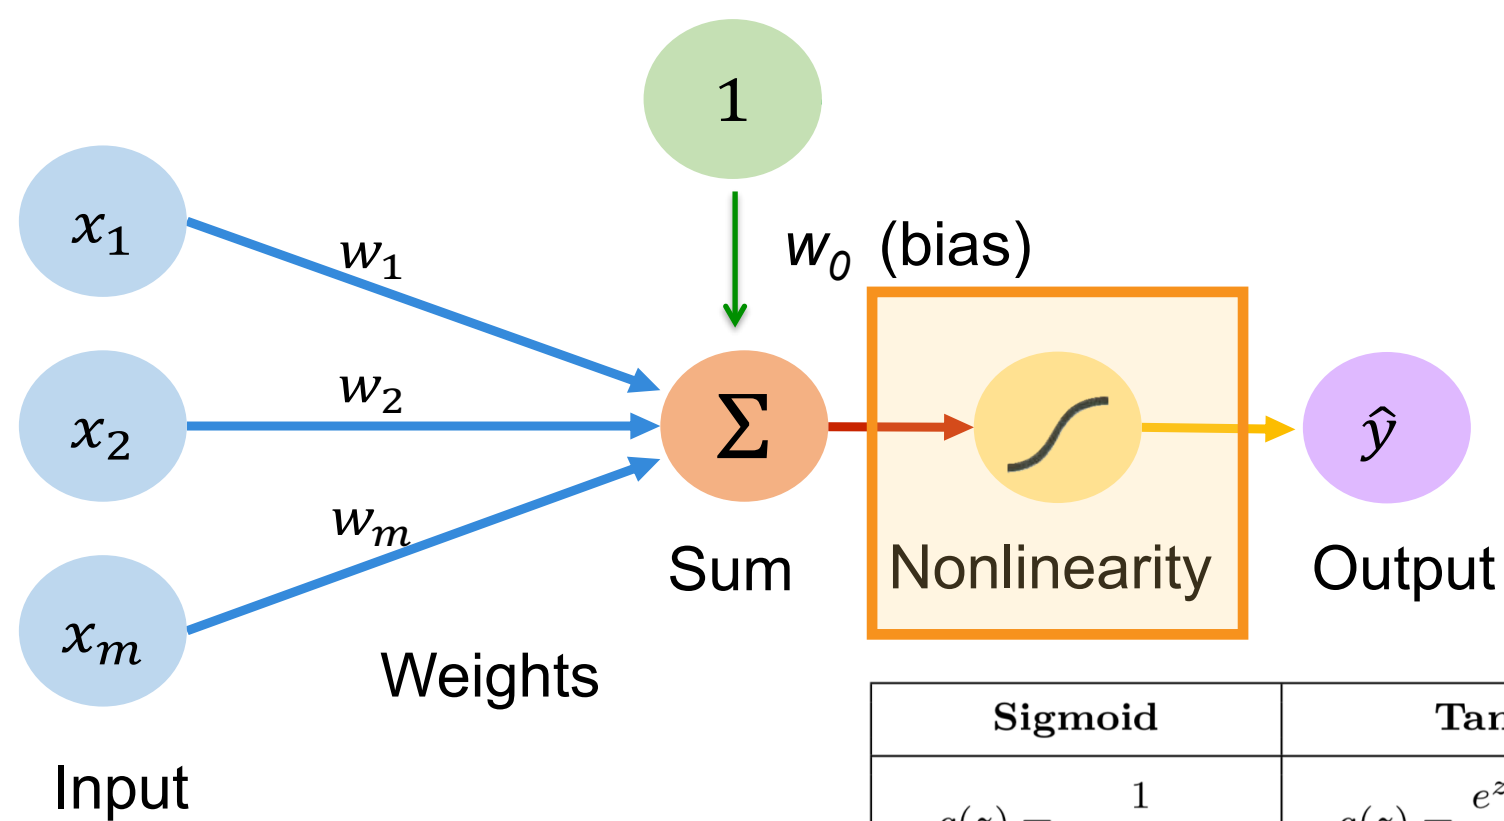 1
x₁
w₁
w₀ (bias)
w₂
x₂
Σ
ŷ
wₘ
Sum
Nonlinearity
Output
xₘ
Weights
Sigmoid
Input
1